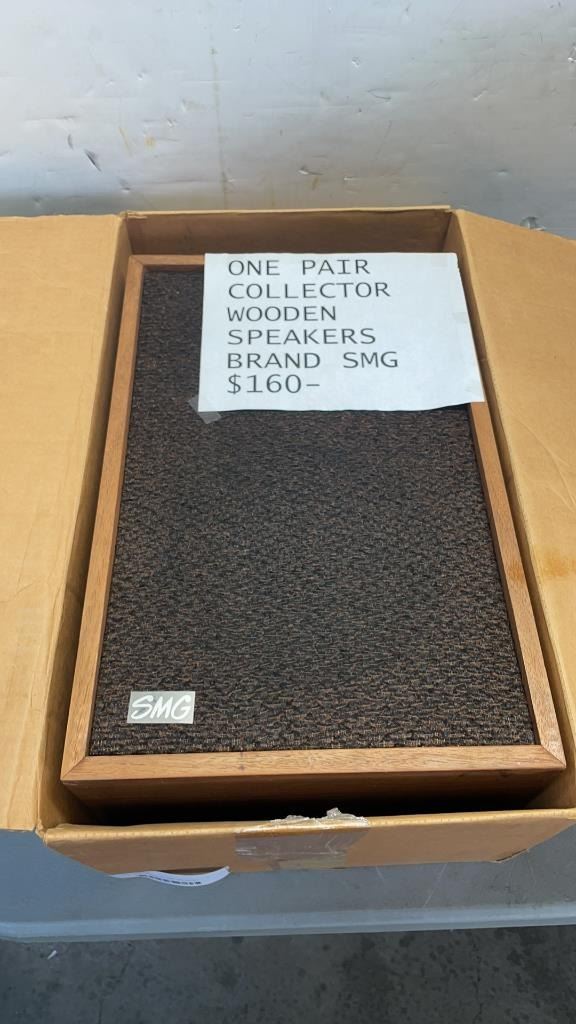 ONE PAIR
COLLECTOR
WOODEN
SPEAKERS
BRAND SMG
$160-
SMG